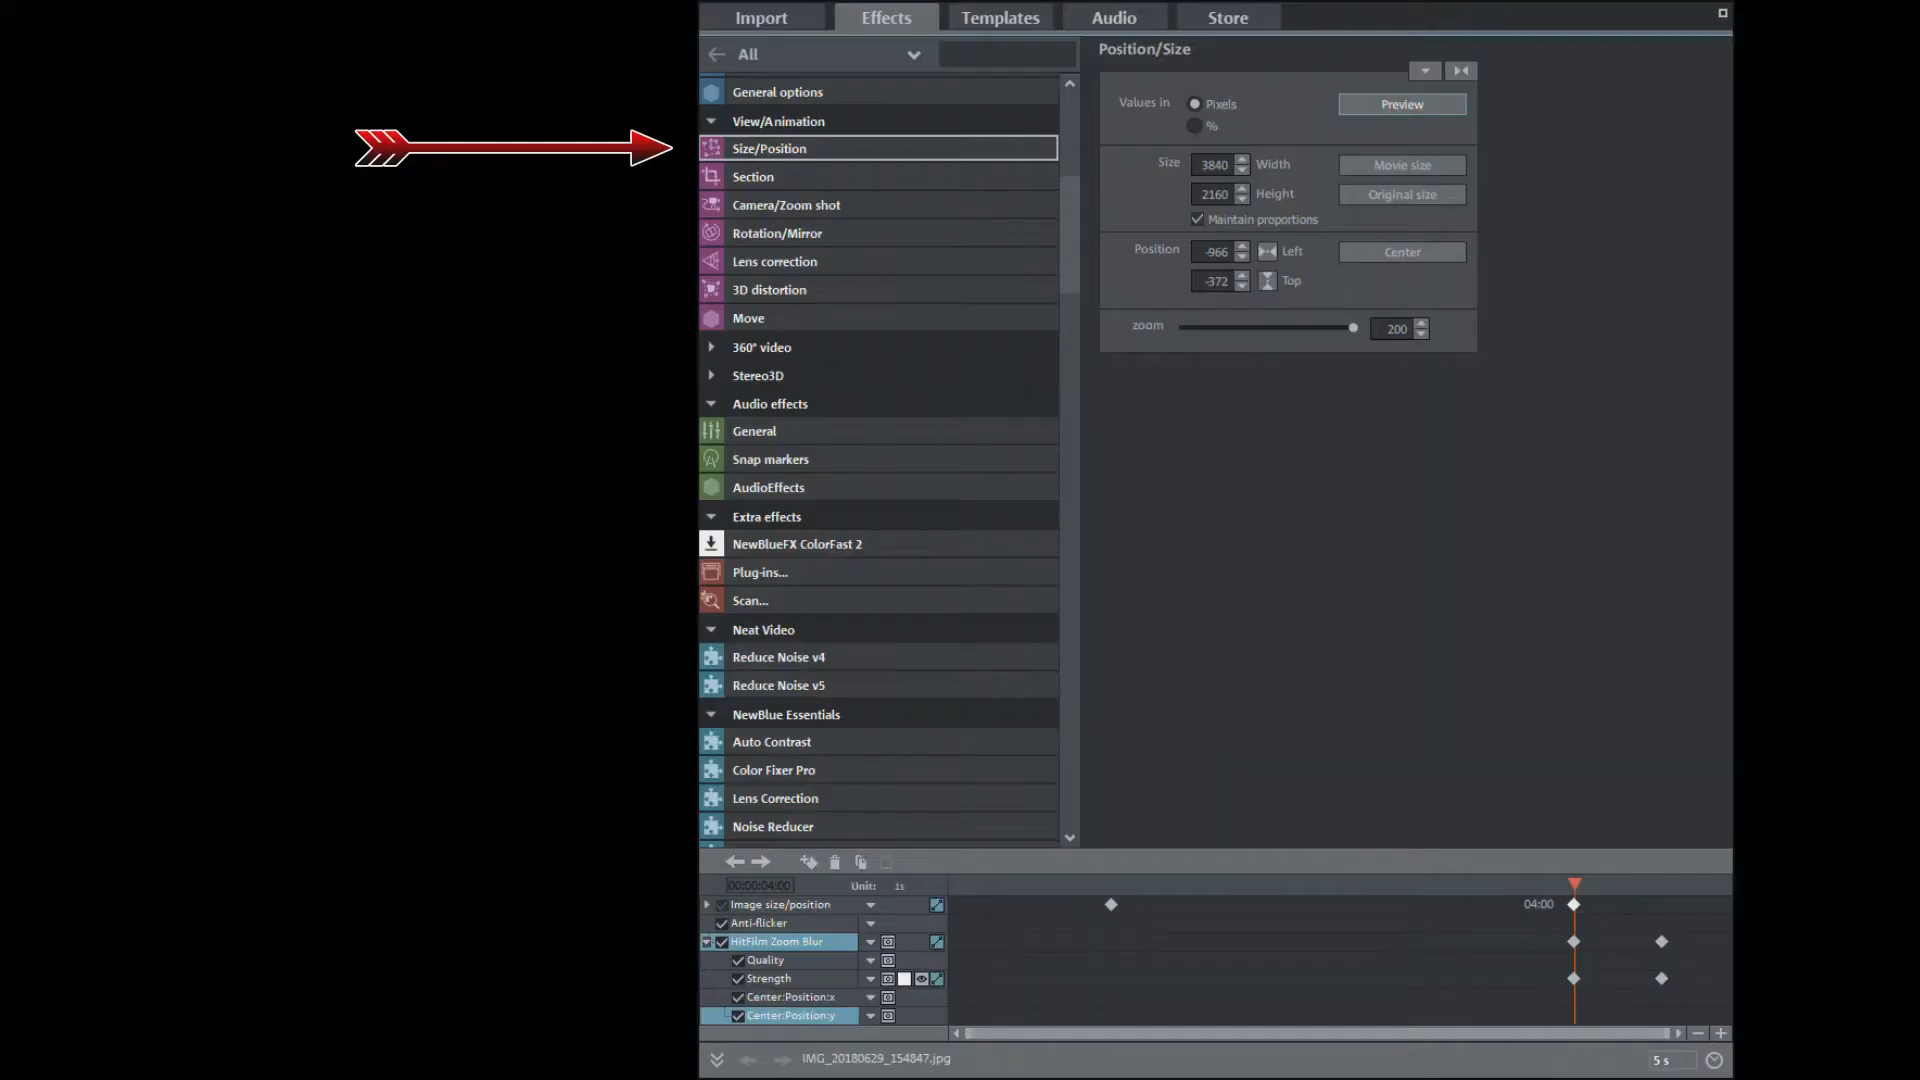 Import Effects Templates Audio Store
All
Position/Size
General options
View/Animation
Size/Position
Section
Camera/Zoom shot
Rotation/Mirror
Lens correction
3D distortion
Move
360° video
Stereo3D
Audio effects
General
Snap markers
AudioEffects
Extra effects
NewBlueFX ColorFast 2
Plug-ins...
Scan...
Neat Video
Reduce Noise v4
Reduce Noise v5
NewBlue Essentials
Auto Contrast
Color Fixer Pro
Lens Correction
Noise Reducer
Values in Pixels Preview
%
Size 3840 Width Movie size
2160 Height Original size
Maintain proportions
Position -966 Left Center
-372 Top
zoom 200
00:00:04:00 Unit: 1s
Image size/position 04:00
Anti-flicker
HitFilm Zoom Blur
Quality
Strength
Center:Position:x
Center:Position:y
IMG_20180629_154847.jpg 5 s